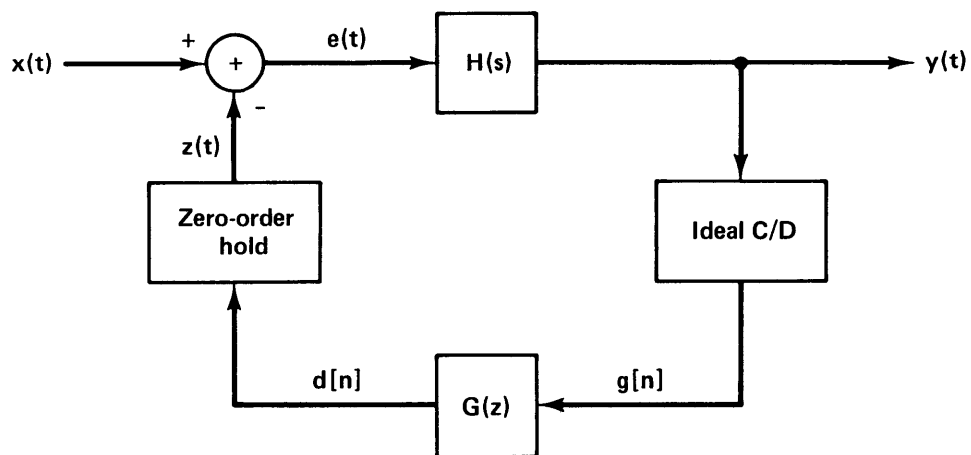 x(t)
+
+
-
e(t)
H(s)
y(t)
z(t)
Zero-order
hold
Ideal C/D
d[n]
G(z)
g[n]